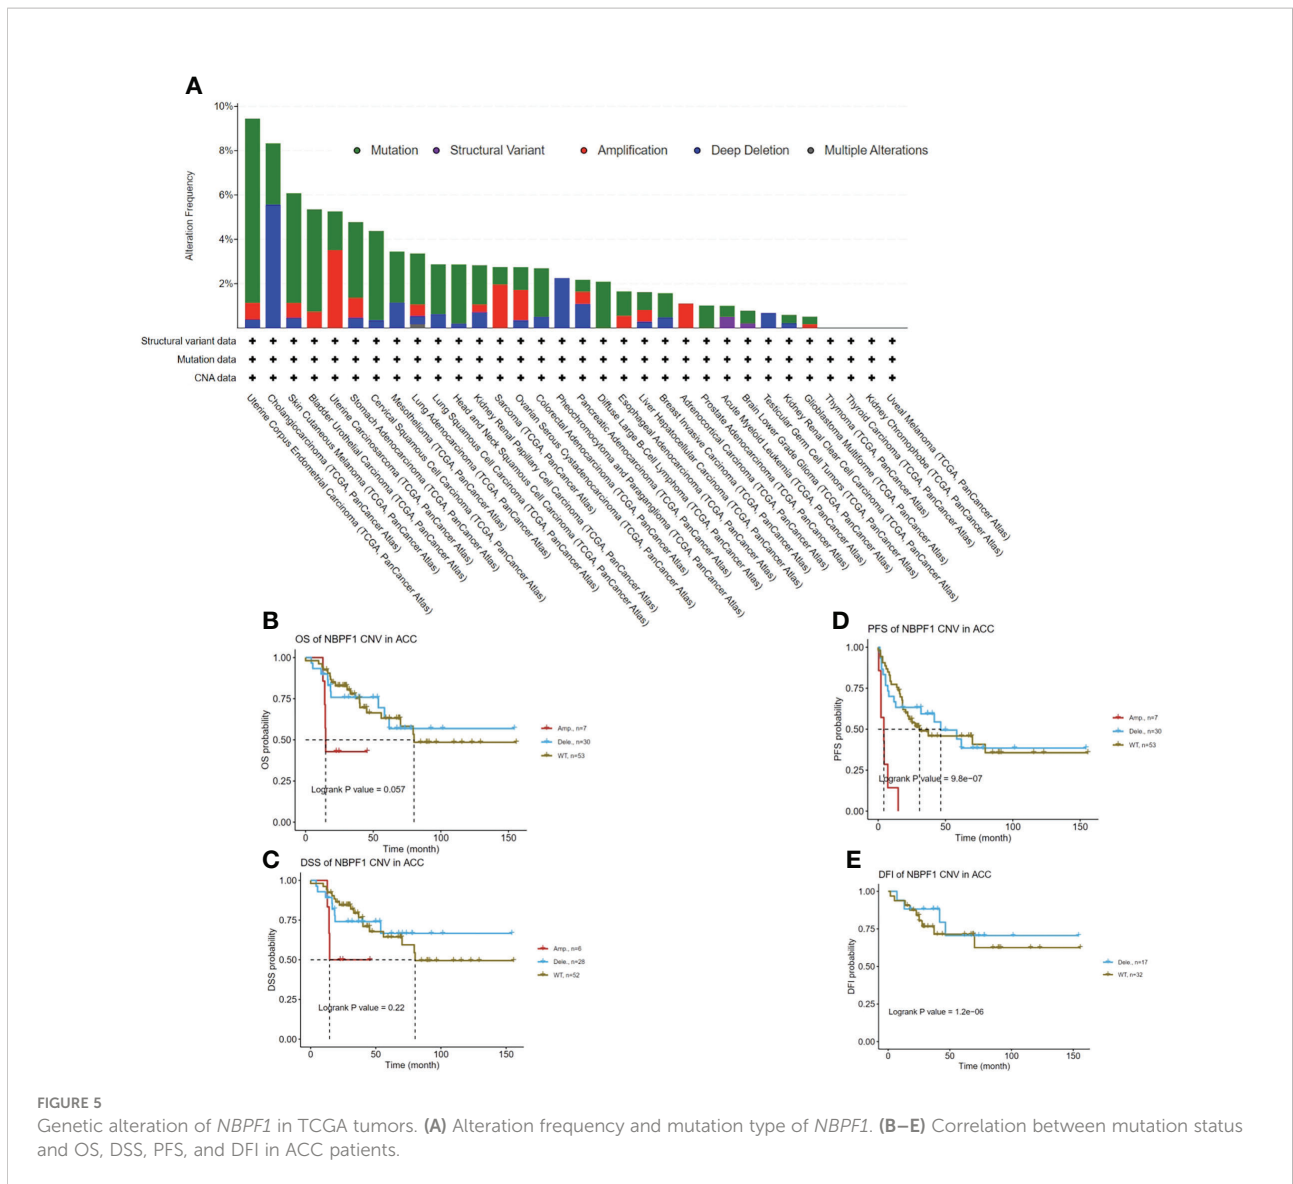 A
10%
8%
6%
4%
2%
Alteration Frequency
Mutation
Structural Variant
Amplification
Deep Deletion
Multiple Alterations
Structural variant data
Mutation data
CNA data
Uterine Corpus Endometrial Carcinoma (TCGA, PanCancer Atlas)
Cholangiocarcinoma (TCGA, PanCancer Atlas)
Skin Cutaneous Melanoma (TCGA, PanCancer Atlas)
Bladder Urothelial Carcinoma (TCGA, PanCancer Atlas)
Uterine Carcinosarcoma (TCGA, PanCancer Atlas)
Stomach Adenocarcinoma (TCGA, PanCancer Atlas)
Cervical Squamous Cell Carcinoma (TCGA, PanCancer Atlas)
Mesothelioma (TCGA, PanCancer Atlas)
Lung Adenocarcinoma (TCGA, PanCancer Atlas)
Lung Squamous Cell Carcinoma (TCGA, PanCancer Atlas)
Head and Neck Squamous Cell Carcinoma (TCGA, PanCancer Atlas)
Kidney Renal Papillary Cell Carcinoma (TCGA, PanCancer Atlas)
Sarcoma (TCGA, PanCancer Atlas)
Ovarian Serous Cystadenocarcinoma (TCGA, PanCancer Atlas)
Colorectal Adenocarcinoma (TCGA, PanCancer Atlas)
Pheochromocytoma and Paraganglioma (TCGA, PanCancer Atlas)
Pancreatic Adenocarcinoma (TCGA, PanCancer Atlas)
Diffuse Large B-Cell Lymphoma (TCGA, PanCancer Atlas)
Esophageal Adenocarcinoma (TCGA, PanCancer Atlas)
Liver Hepatocellular Carcinoma (TCGA, PanCancer Atlas)
Breast Invasive Carcinoma (TCGA, PanCancer Atlas)
Adrenocortical Carcinoma (TCGA, PanCancer Atlas)
Prostate Adenocarcinoma (TCGA, PanCancer Atlas)
Acute Myeloid Leukemia (TCGA, PanCancer Atlas)
Brain Lower Grade Glioma (TCGA, PanCancer Atlas)
Testicular Germ Cell Tumors (TCGA, PanCancer Atlas)
Kidney Renal Clear Cell Carcinoma (TCGA, PanCancer Atlas)
Glioblastoma Multiforme (TCGA, PanCancer Atlas)
Thymoma (TCGA, PanCancer Atlas)
Thyroid Carcinoma (TCGA, PanCancer Atlas)
Kidney Chromophobe (TCGA, PanCancer Atlas)
Uveal Melanoma (TCGA, PanCancer Atlas)
B
OS of NBPF1 CNV in ACC
1.00
0.75
0.50
0.25
0.00
OS probability
Logrank P value = 0.057
0 50 100 150
Time (month)
Amp., n=7
Dele., n=30
WT, n=53
C
DSS of NBPF1 CNV in ACC
1.00
0.75
0.50
0.25
0.00
DSS probability
Logrank P value = 0.22
0 50 100 150
Time (month)
Amp., n=6
Dele., n=28
WT, n=52
D
PFS of NBPF1 CNV in ACC
1.00
0.75
0.50
0.25
0.00
PFS probability
Logrank P value = 9.8e−07
0 50 100 150
Time (month)
Amp., n=7
Dele., n=30
WT, n=53
E
DFI of NBPF1 CNV in ACC
1.00
0.75
0.50
0.25
0.00
DFI probability
Logrank P value = 1.2e−06
0 50 100 150
Time (month)
Dele., n=17
WT, n=32
FIGURE 5
Genetic alteration of NBPF1 in TCGA tumors. (A) Alteration frequency and mutation type of NBPF1. (B–E) Correlation between mutation status
and OS, DSS, PFS, and DFI in ACC patients.